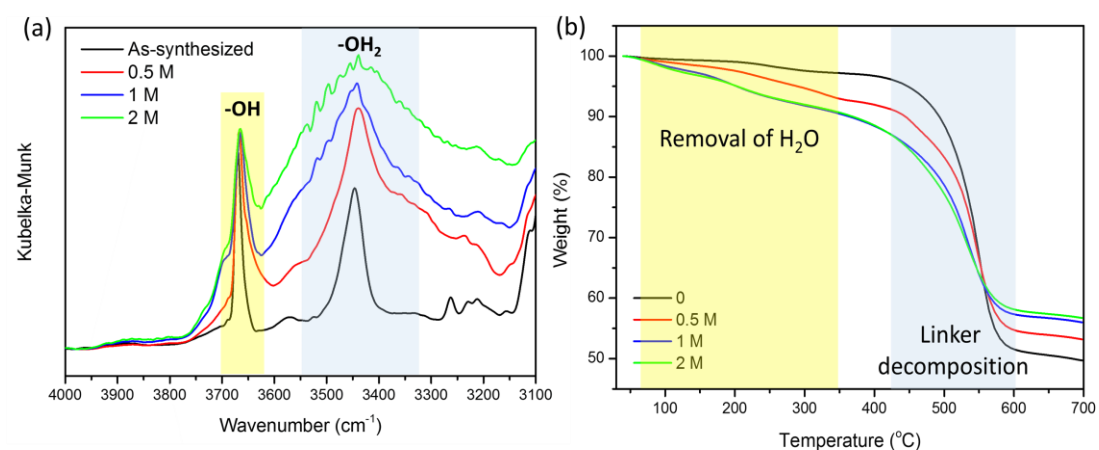 (a)
As-synthesized
0.5 M
1 M
2 M
-OH
-OH₂
Kubelka-Munk
4000 3900 3800 3700 3600 3500 3400 3300 3200 3100
Wavenumber (cm⁻¹)
(b)
100
90
80
70
60
50
Weight (%)
Removal of H₂O
0
0.5 M
1 M
2 M
Linker
decomposition
100 200 300 400 500 600 700
Temperature (°C)